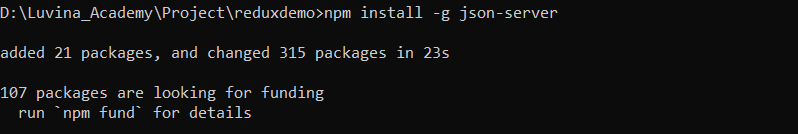 D:\Luvina_Academy\Project\reduxdemo>npm install -g json-server
added 21 packages, and changed 315 packages in 23s
107 packages are looking for funding
  run `npm fund` for details